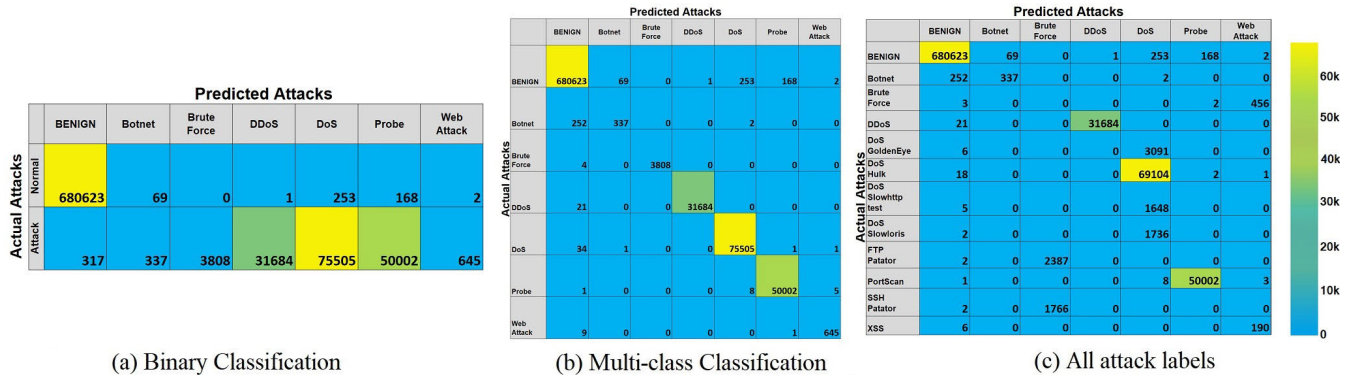 Predicted Attacks
BENIGN Botnet Brute Force DDoS DoS Probe Web Attack
Actual Attacks
Normal 680623 69 0 1 253 168 2
Attack 317 337 3808 31684 75505 50002 645
(a) Binary Classification
Predicted Attacks
BENIGN Botnet Brute Force DDoS DoS Probe Web Attack
Actual Attacks
BENIGN 680623 69 0 1 253 168 2
Botnet 252 337 0 0 2 0 0
Brute Force 4 0 3808 0 0 0 0
DDoS 21 0 0 31684 0 0 0
DoS 34 1 0 0 75505 1 1
Probe 1 0 0 0 8 50002 5
Web Attack 9 0 0 0 0 1 645
(b) Multi-class Classification
Predicted Attacks
BENIGN Botnet Brute Force DDoS DoS Probe Web Attack
Actual Attacks
BENIGN 680623 69 0 1 253 168 2
Botnet 252 337 0 0 2 0 0
Brute Force 3 0 0 0 0 2 456
DDoS 21 0 0 31684 0 0 0
DoS GoldenEye 6 0 0 0 3091 0 0
DoS Hulk 18 0 0 0 69104 2 1
DoS Slowhttp test 5 0 0 0 1648 0 0
DoS Slowloris 2 0 0 0 1736 0 0
FTP Patator 2 0 2387 0 0 0 0
PortScan 1 0 0 0 8 50002 3
SSH Patator 2 0 1766 0 0 0 0
XSS 6 0 0 0 0 0 190
60k
50k
40k
30k
20k
10k
0
(c) All attack labels